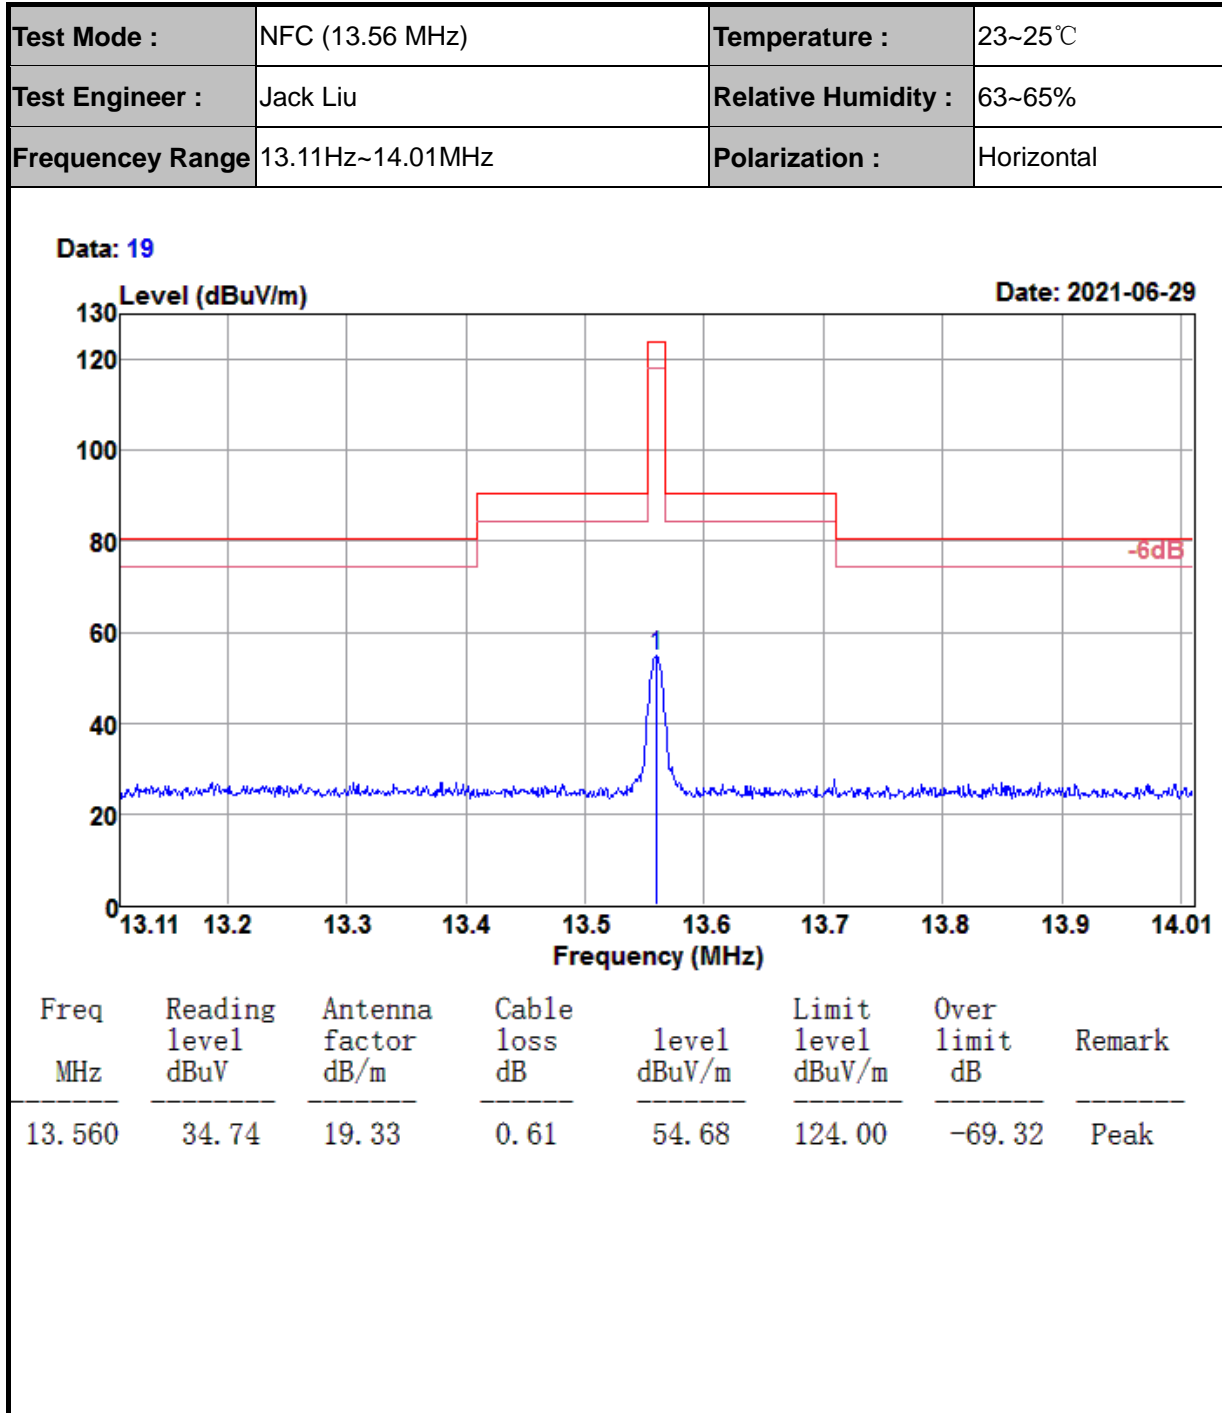 Test Mode : NFC (13.56 MHz) Temperature : 23~25℃
Test Engineer : Jack Liu Relative Humidity : 63~65%
Frequencey Range 13.11Hz~14.01MHz Polarization : Horizontal
Data: 19
Level (dBuV/m) Date: 2021-06-29
130
120
100
80
-6dB
60
40
20
0
13.11 13.2 13.3 13.4 13.5 13.6 13.7 13.8 13.9 14.01
Frequency (MHz)
Freq Reading Antenna Cable Limit Over
level factor loss level level limit Remark
MHz dBuV dB/m dB dBuV/m dBuV/m dB
13.560 34.74 19.33 0.61 54.68 124.00 -69.32 Peak